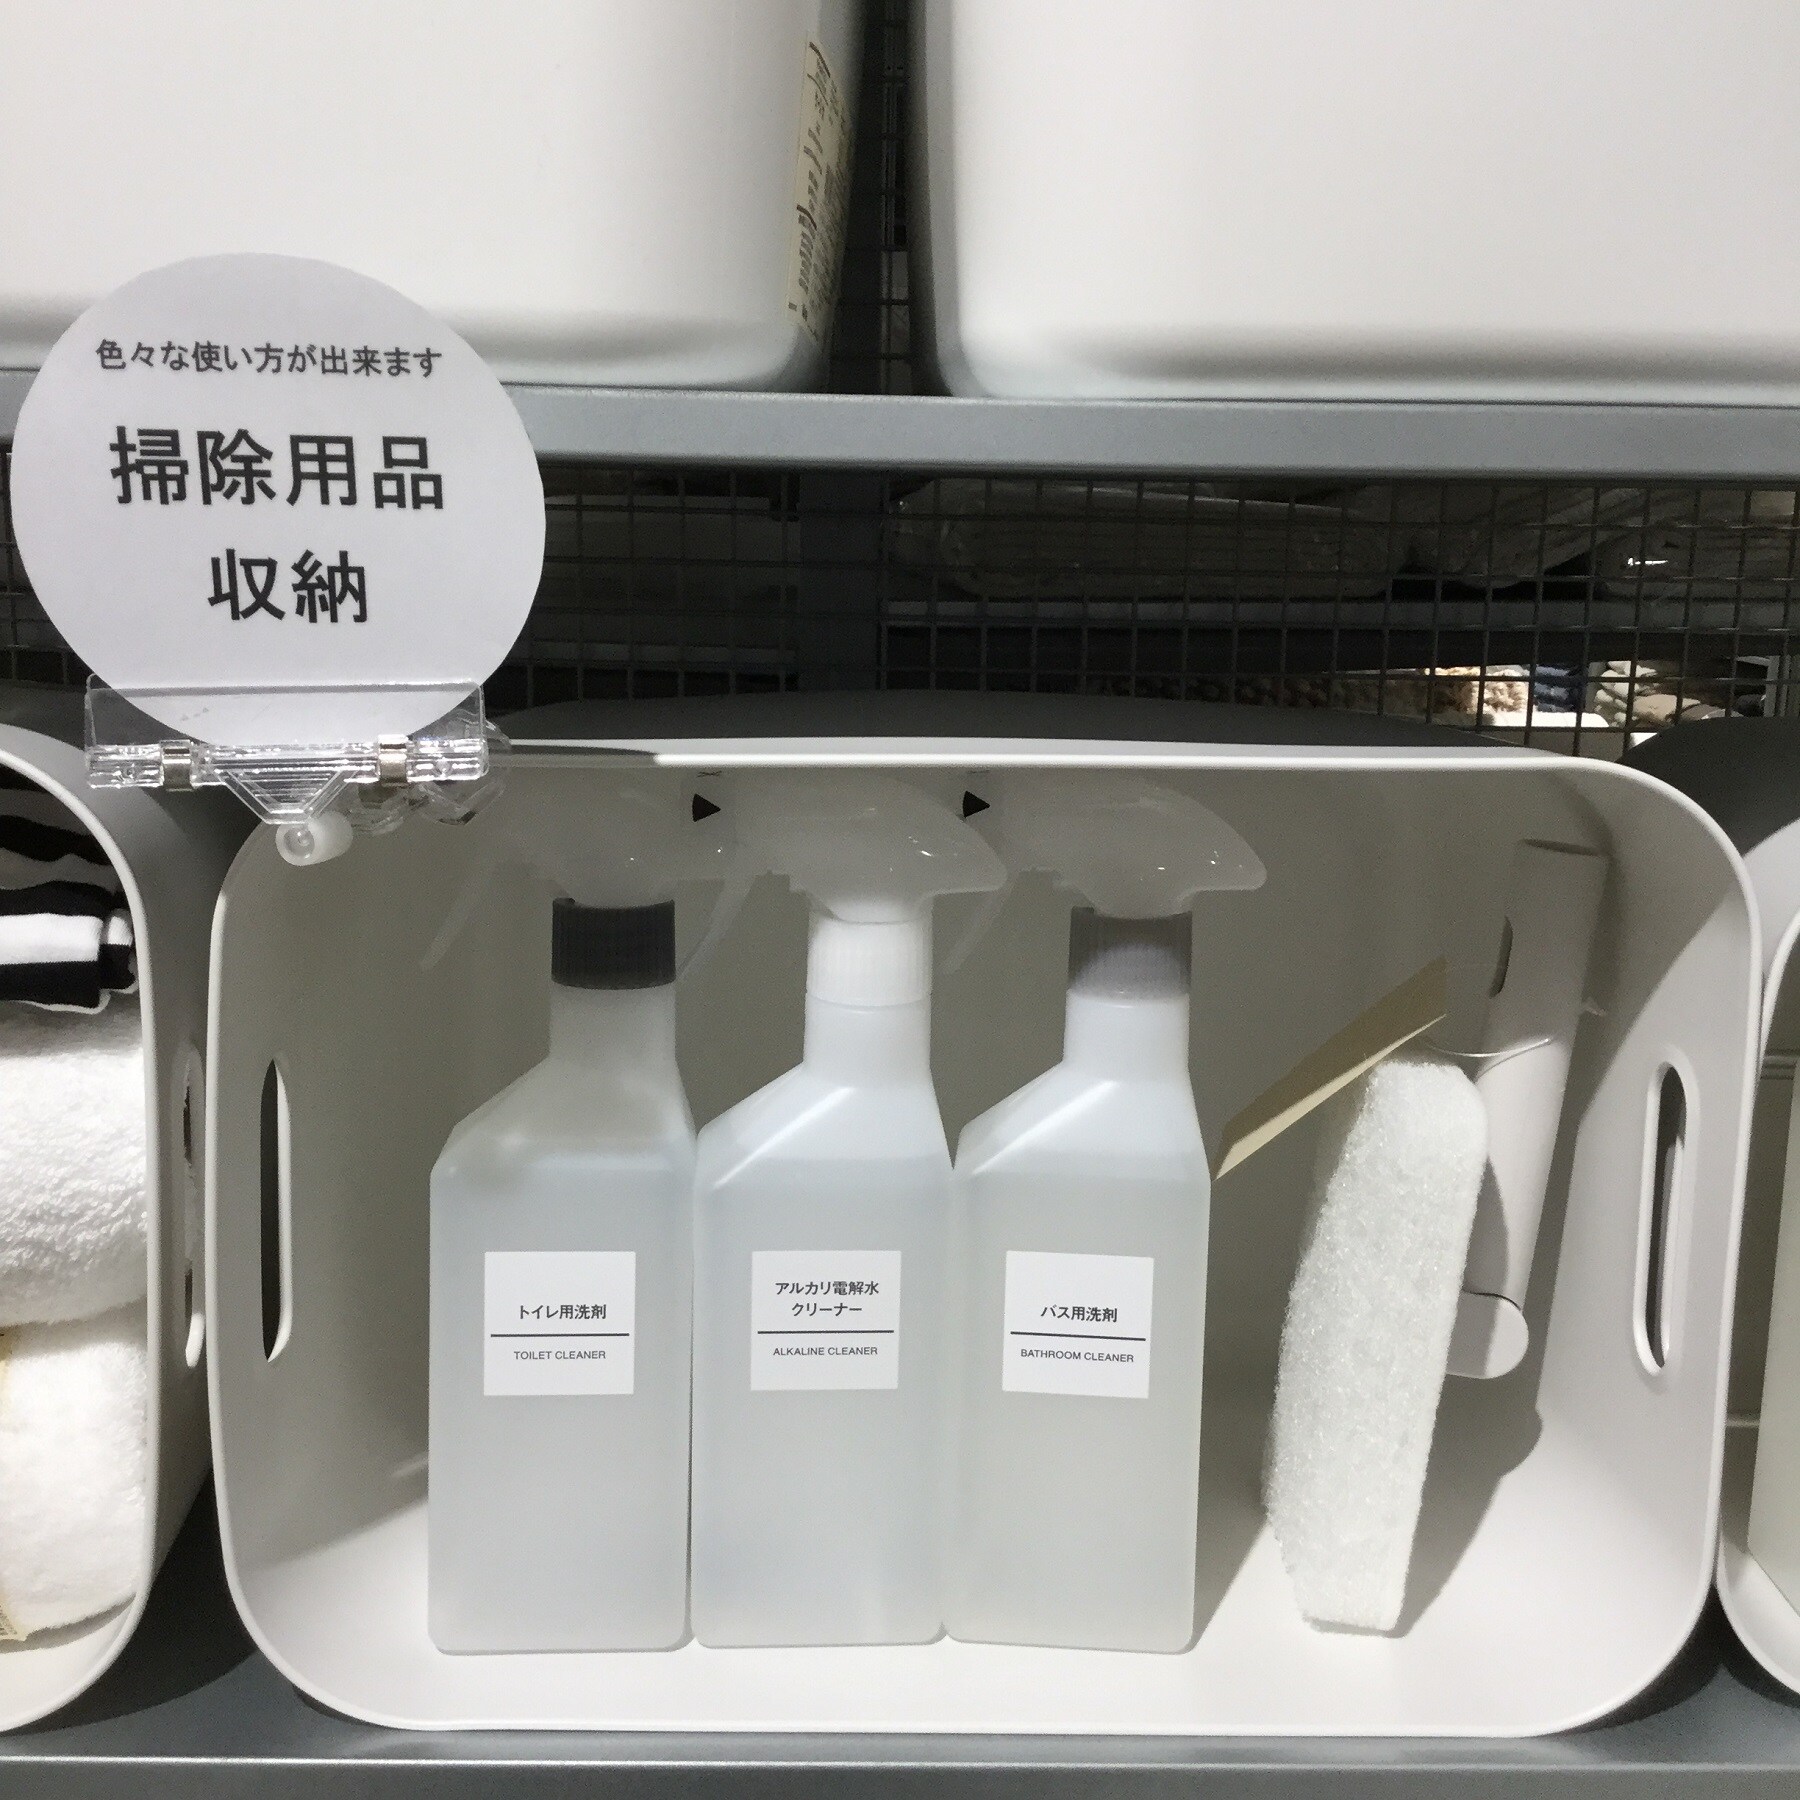 色々な使い方が出来ます
掃除用品
収納
トイレ用洗剤
TOILET CLEANER
アルカリ電解水
クリーナー
ALKALINE CLEANER
バス用洗剤
BATHROOM CLEANER